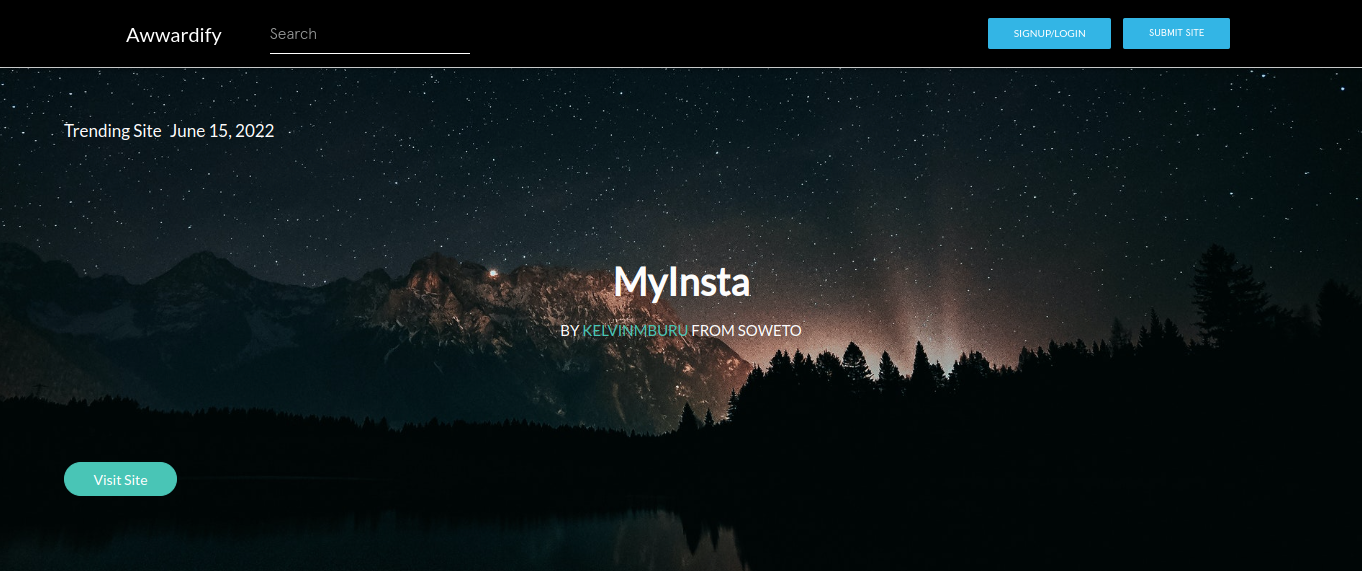 Awwardify
Search
SIGNUP/LOGIN
SUBMIT SITE
Trending Site June 15, 2022
MyInsta
BY KELVINMBURU FROM SOWETO
Visit Site